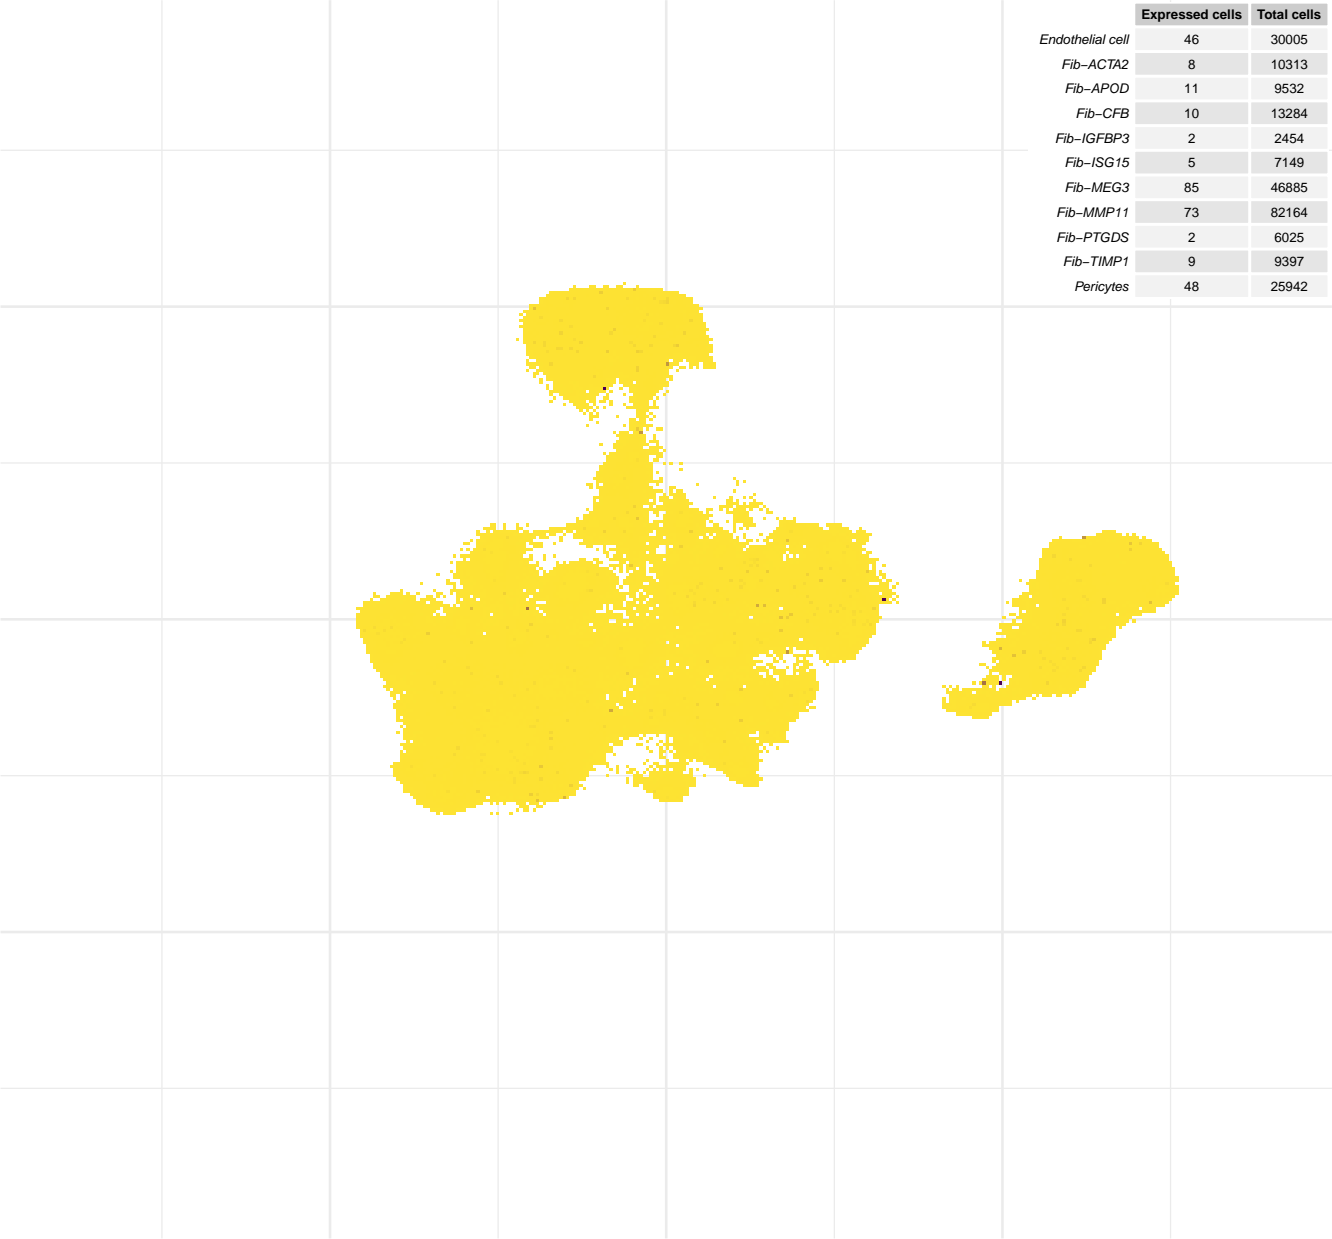 Expressed cells Total cells
Endothelial cell 46 30005
Fib−ACTA2 8 10313
Fib−APOD 11 9532
Fib−CFB 10 13284
Fib−IGFBP3 2 2454
Fib−ISG15 5 7149
Fib−MEG3 85 46885
Fib−MMP11 73 82164
Fib−PTGDS 2 6025
Fib−TIMP1 9 9397
Pericytes 48 25942